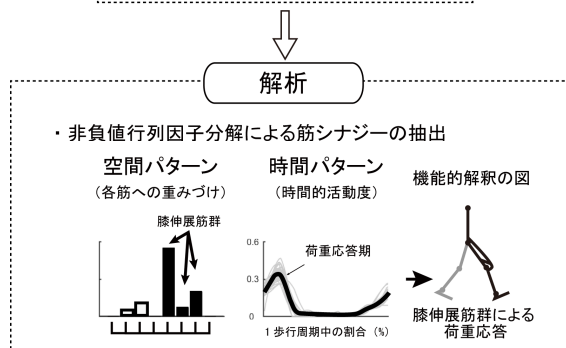 解析
・非負値行列因子分解による筋シナジーの抽出
空間パターン
(各筋への重みづけ)
膝伸展筋群
時間パターン
(時間的活動度)
0.6
0.3
0
荷重応答期
1歩行周期中の割合 (%)
機能的解釈の図
膝伸展筋群による
荷重応答